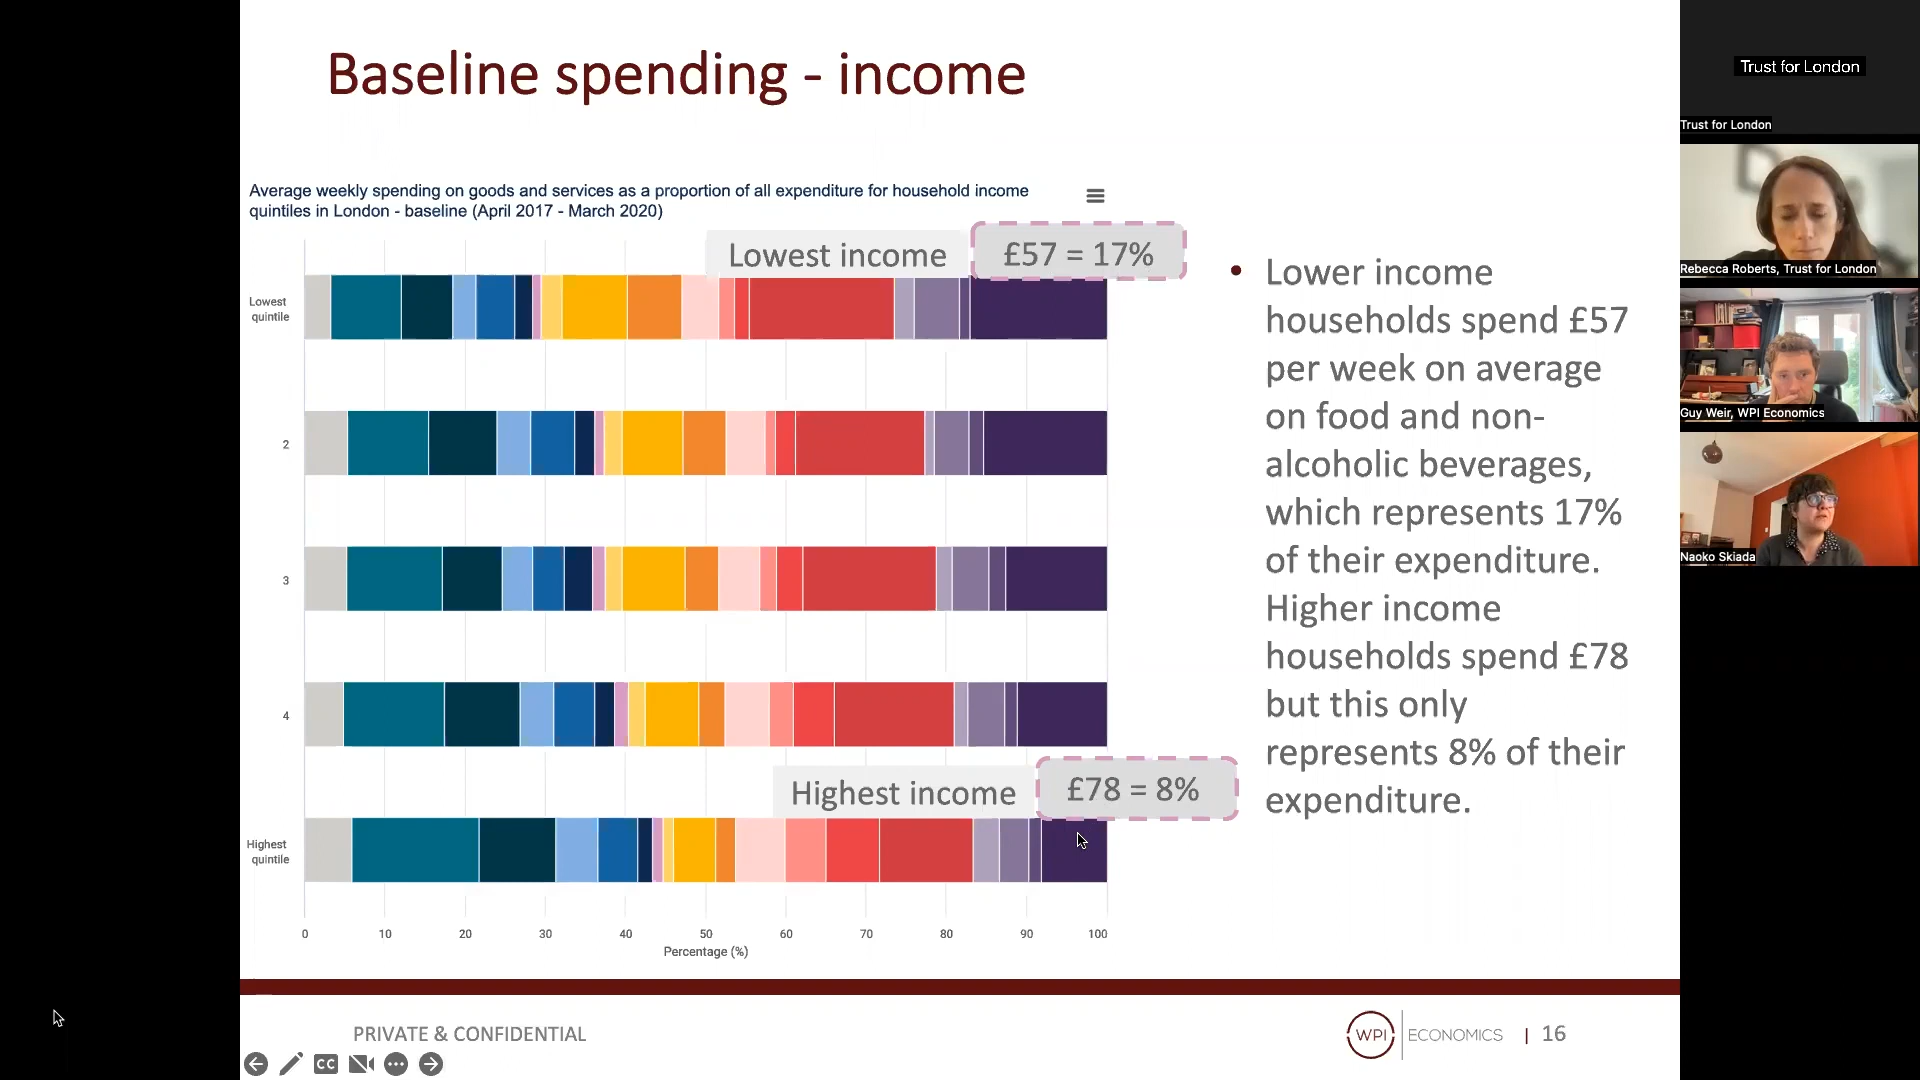 Baseline spending - income
Average weekly spending on goods and services as a proportion of all expenditure for household income
quintiles in London - baseline (April 2017 - March 2020)
Lowest income
£57 = 17%
Lowest
quintile
2
3
4
Highest income
£78 = 8%
Highest
quintile
0 10 20 30 40 50 60 70 80 90 100
Percentage (%)
• Lower income
households spend £57
per week on average
on food and non-
alcoholic beverages,
which represents 17%
of their expenditure.
Higher income
households spend £78
but this only
represents 8% of their
expenditure.
PRIVATE & CONFIDENTIAL
WPI ECONOMICS | 16
CC
Trust for London
Trust for London
Rebecca Roberts, Trust for London
Guy Weir, WPI Economics
Naoko Skiada